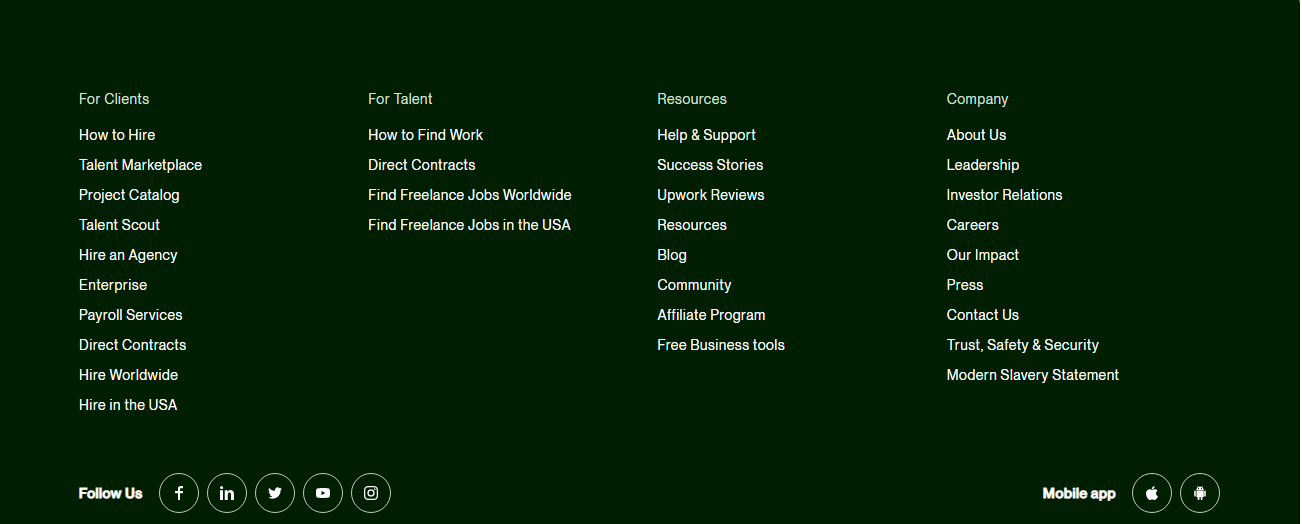 For Clients
How to Hire
Talent Marketplace
Project Catalog
Talent Scout
Hire an Agency
Enterprise
Payroll Services
Direct Contracts
Hire Worldwide
Hire in the USA
For Talent
How to Find Work
Direct Contracts
Find Freelance Jobs Worldwide
Find Freelance Jobs in the USA
Resources
Help & Support
Success Stories
Upwork Reviews
Resources
Blog
Community
Affiliate Program
Free Business tools
Company
About Us
Leadership
Investor Relations
Careers
Our Impact
Press
Contact Us
Trust, Safety & Security
Modern Slavery Statement
Follow Us
Mobile app